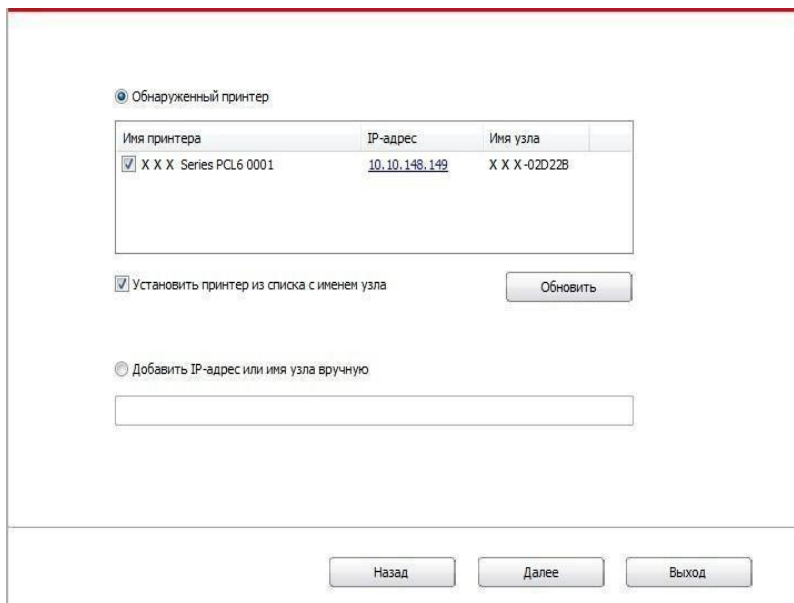 Обнаруженный принтер
Имя принтера IP-адрес Имя узла
X X X Series PCL6 0001 10.10.148.149 X X X-02D22B
Установить принтер из списка с именем узла Обновить
Добавить IP-адрес или имя узла вручную
Назад Далее Выход